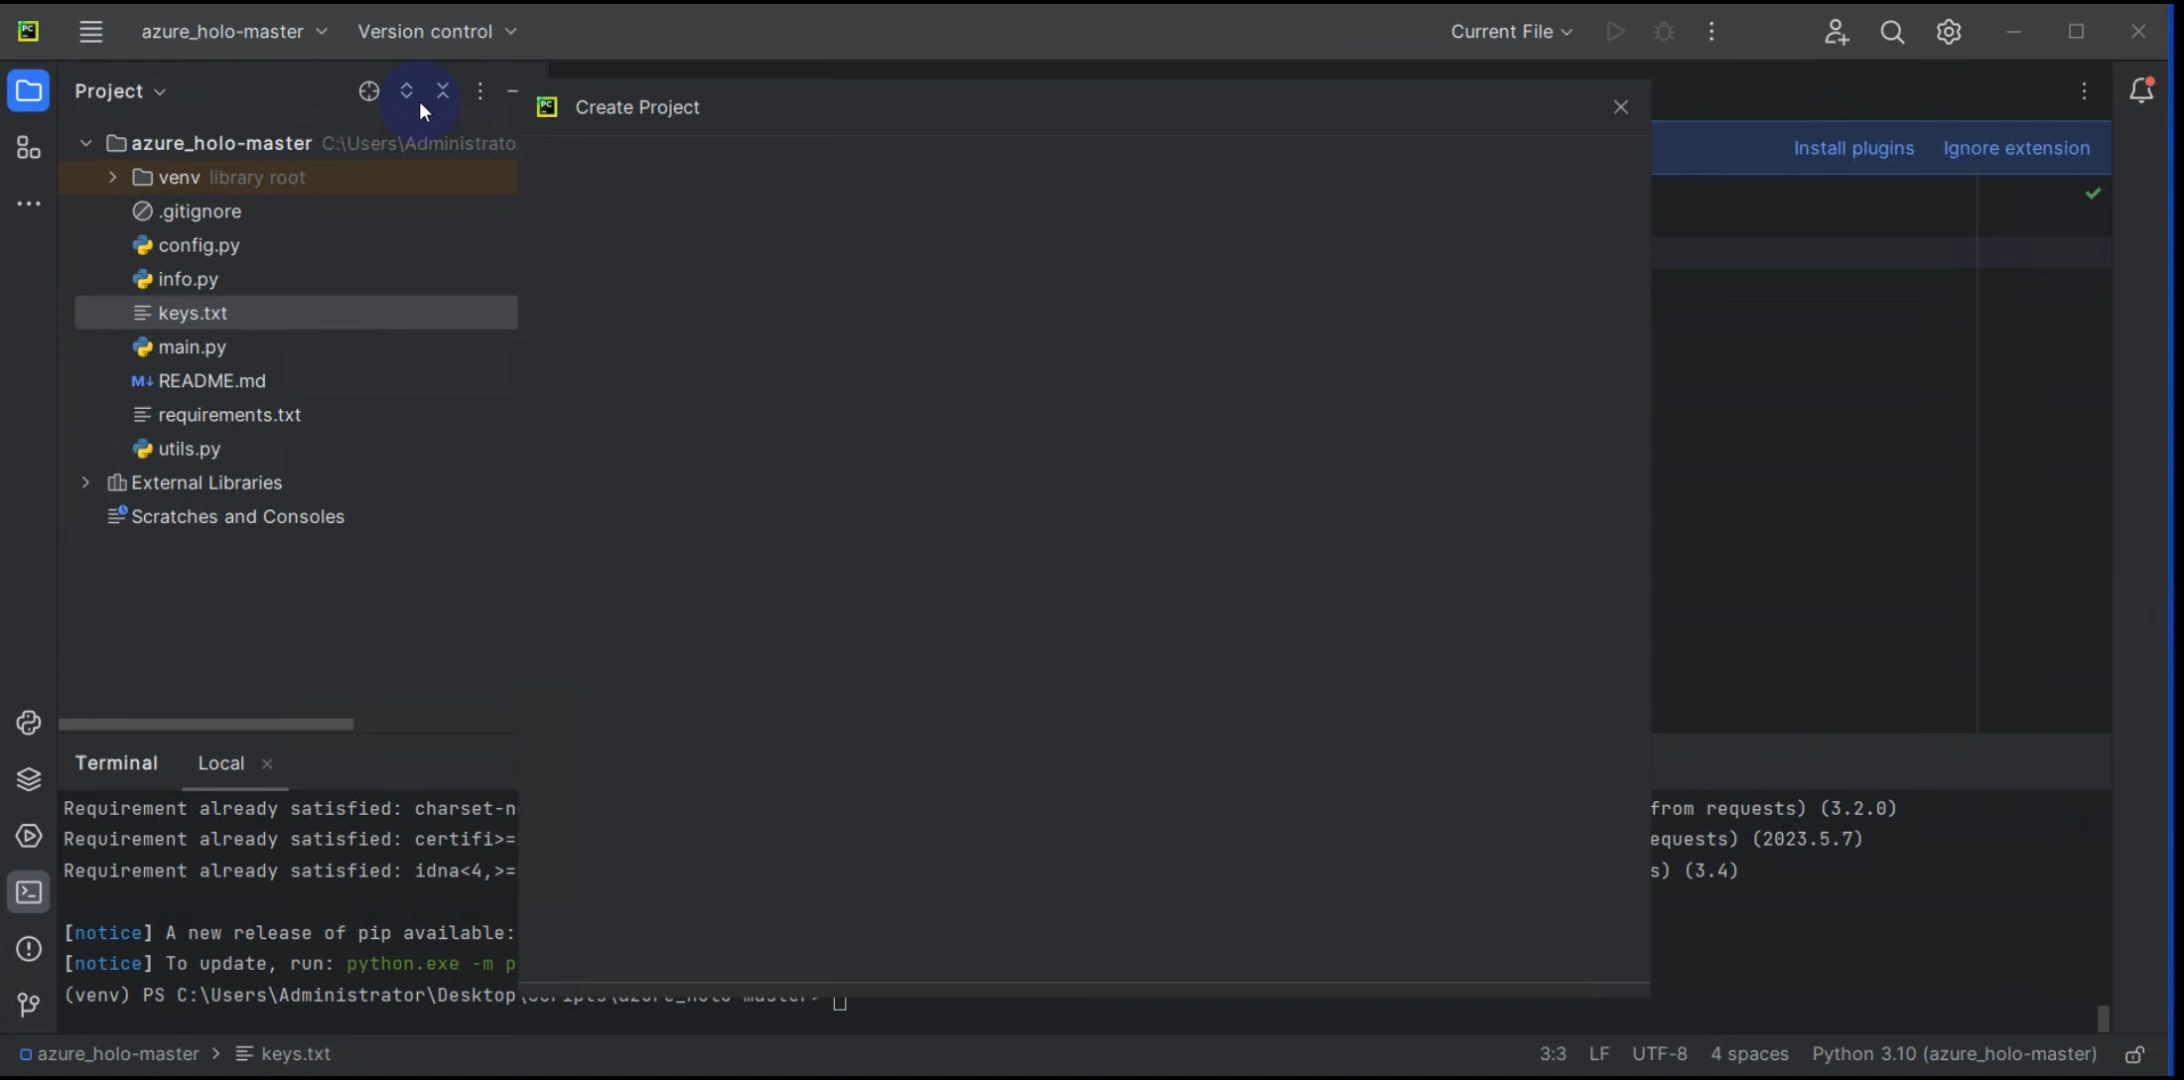 azure_holo-master
Version control
Current File
Project
Create Project
azure_holo-master C:\Users\Administrato
Install plugins
Ignore extension
venv library root
.gitignore
config.py
info.py
keys.txt
main.py
README.md
requirements.txt
utils.py
External Libraries
Scratches and Consoles
Terminal
Local
Requirement already satisfied: charset-n
from requests) (3.2.0)
Requirement already satisfied: certifi>=
equests) (2023.5.7)
Requirement already satisfied: idna<4,>=
s) (3.4)
[notice] A new release of pip available:
[notice] To update, run: python.exe -m p
(venv) PS C:\Users\Administrator\Desktop\Scripts\azure_holo-master>
azure_holo-master > keys.txt
3:3
LF
UTF-8
4 spaces
Python 3.10 (azure_holo-master)